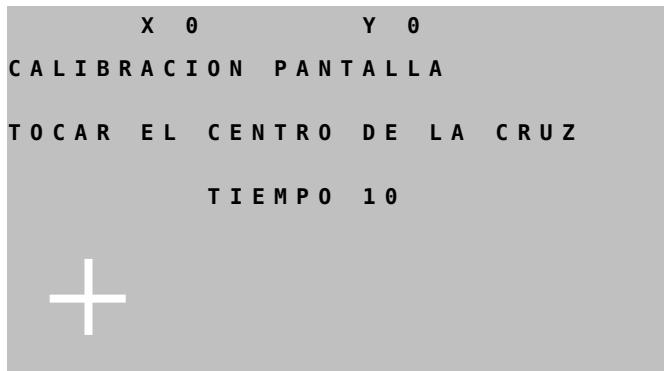 X 0 Y 0
CALIBRACION PANTALLA
TOCAR EL CENTRO DE LA CRUZ
TIEMPO 10